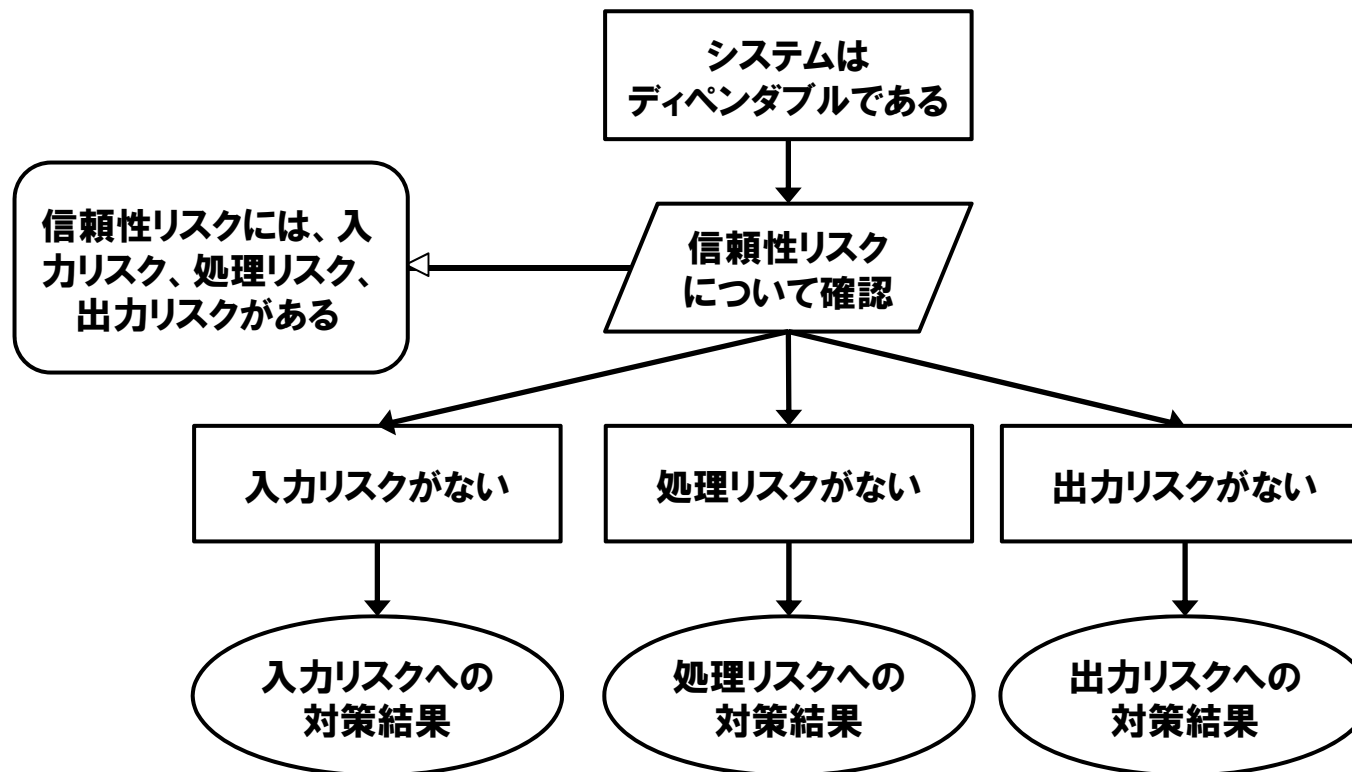 システムは
ディペンダブルである
信頼性リスクには、入
力リスク、処理リスク、
出力リスクがある
信頼性リスク
について確認
入力リスクがない
処理リスクがない
出力リスクがない
入力リスクへの
対策結果
処理リスクへの
対策結果
出力リスクへの
対策結果